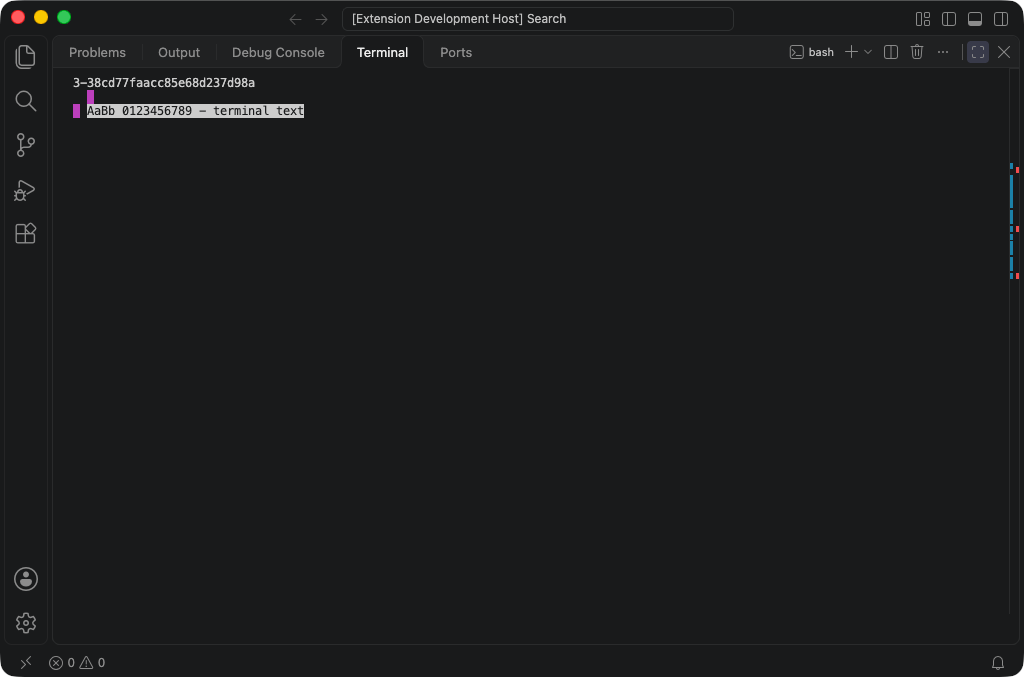 [Extension Development Host] Search
Problems Output Debug Console Terminal Ports bash
3-38cd77faacc85e68d237d98a
AaBb 0123456789 - terminal text
0 0